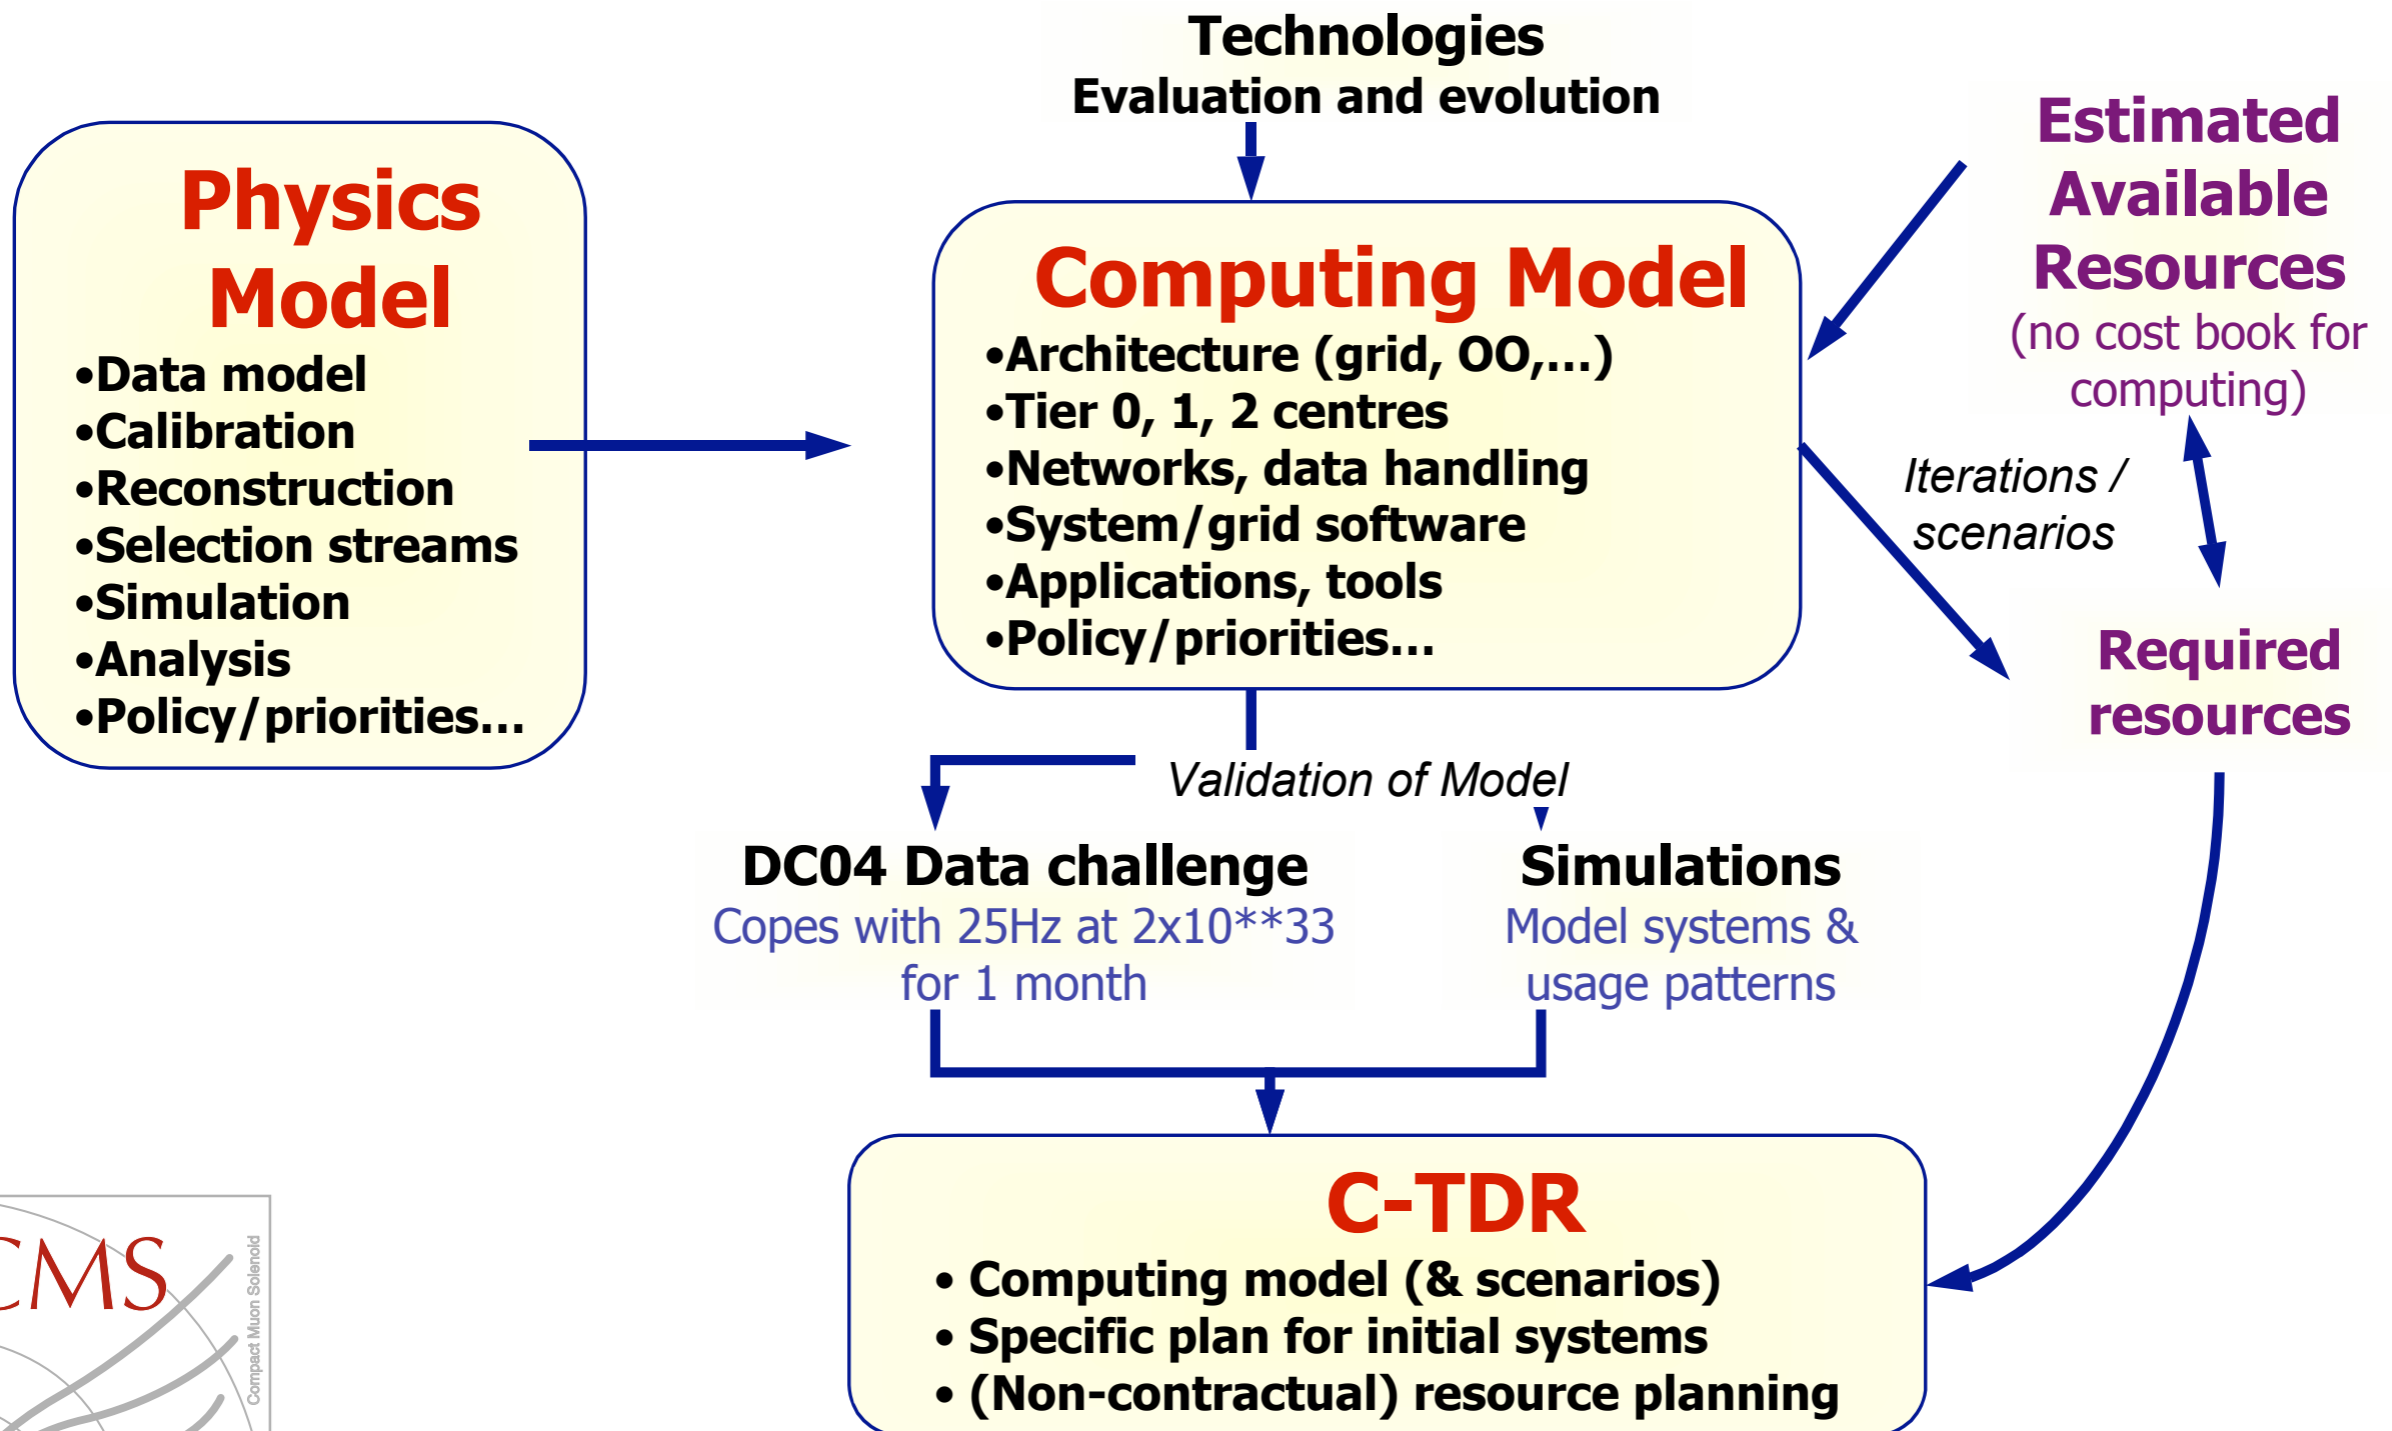 Technologies
Evaluation and evolution
Physics
Model
•Data model
•Calibration
•Reconstruction
•Selection streams
•Simulation
•Analysis
•Policy/priorities...
Computing Model
•Architecture (grid, OO,...)
•Tier 0, 1, 2 centres
•Networks, data handling
•System/grid software
•Applications, tools
•Policy/priorities...
Estimated
Available
Resources
(no cost book for
computing)
Iterations /
scenarios
Required
resources
Validation of Model
DC04 Data challenge
Copes with 25Hz at 2x10**33
for 1 month
Simulations
Model systems &
usage patterns
C-TDR
• Computing model (& scenarios)
• Specific plan for initial systems
• (Non-contractual) resource planning
CMS
Compact Muon Solenoid